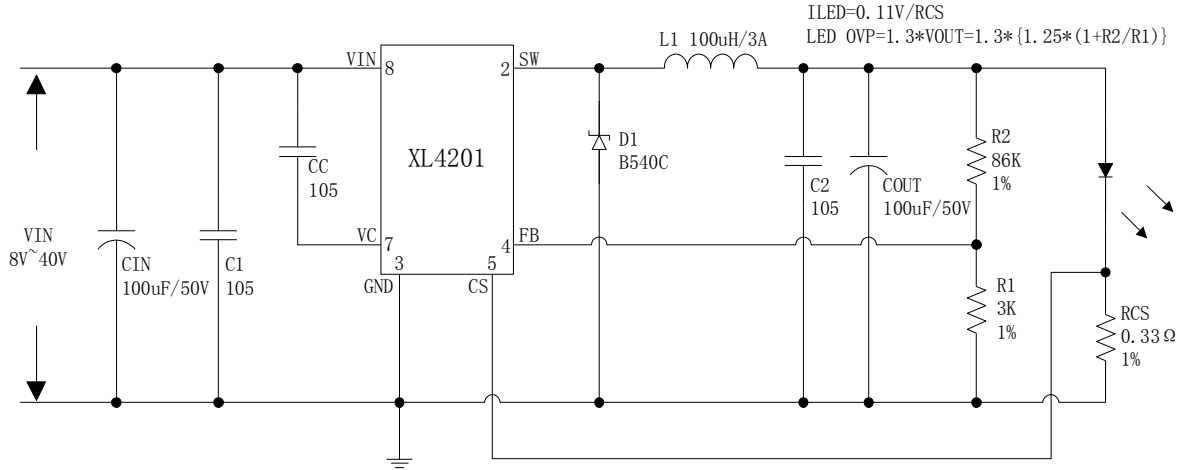 ILED=0.11V/RCS
LED OVP=1.3*VOUT=1.3*{1.25*(1+R2/R1)}
L1 100uH/3A
VIN
8
2
SW
XL4201
CC
105
D1
B540C
C2
105
COUT
100uF/50V
R2
86K
1%
VIN
8V~40V
CIN
100uF/50V
C1
105
VC
7
4
FB
3
5
GND
CS
R1
3K
1%
RCS
0.33Ω
1%